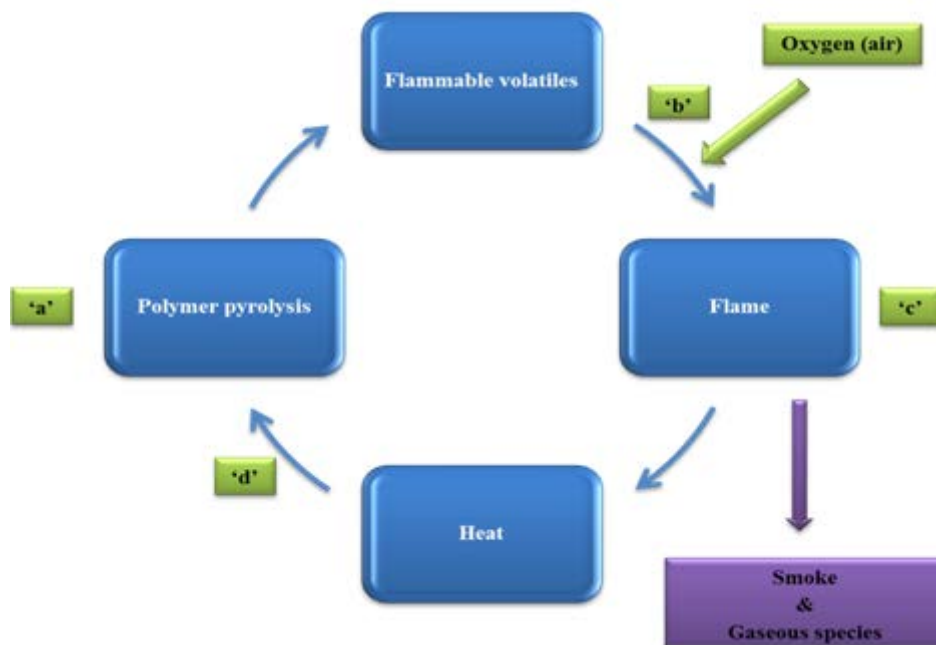 Flammable volatiles
Oxygen (air)
‘b’
‘a’
Polymer pyrolysis
Flame
‘c’
‘d’
Heat
Smoke
&
Gaseous species